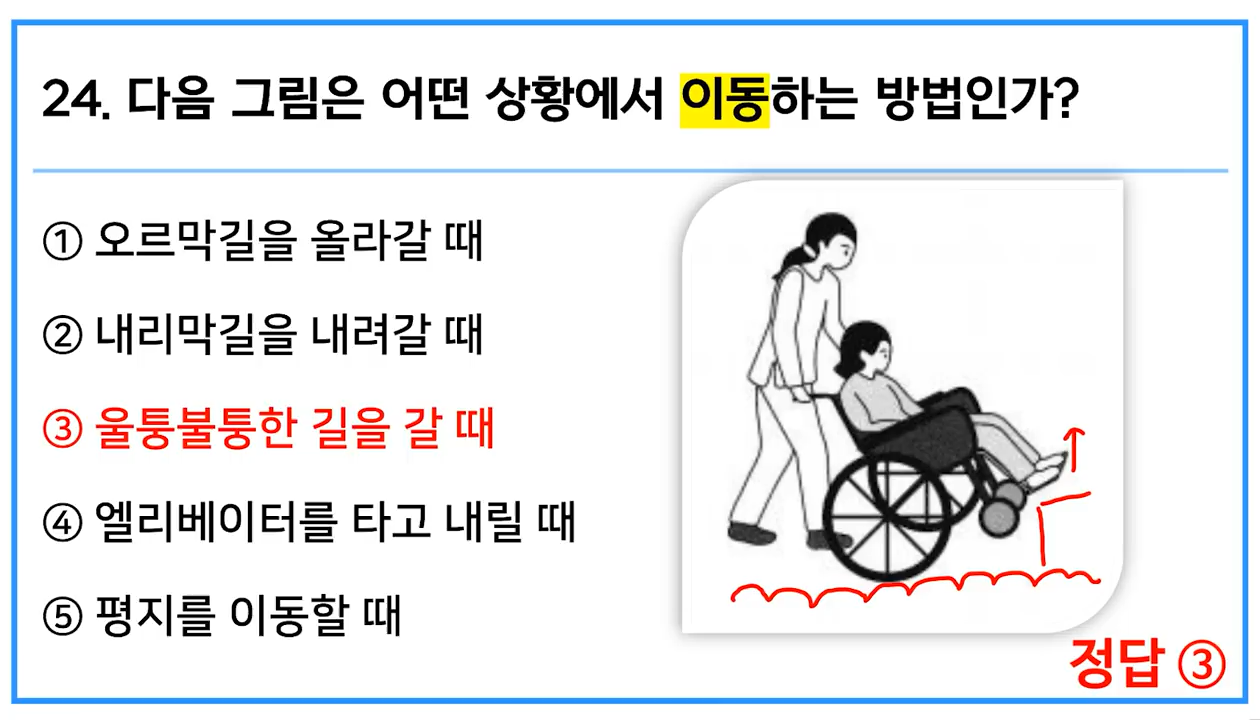 24. 다음 그림은 어떤 상황에서 이동하는 방법인가?
① 오르막길을 올라갈 때
② 내리막길을 내려갈 때
③ 울퉁불퉁한 길을 갈 때
④ 엘리베이터를 타고 내릴 때
⑤ 평지를 이동할 때
정답 ③